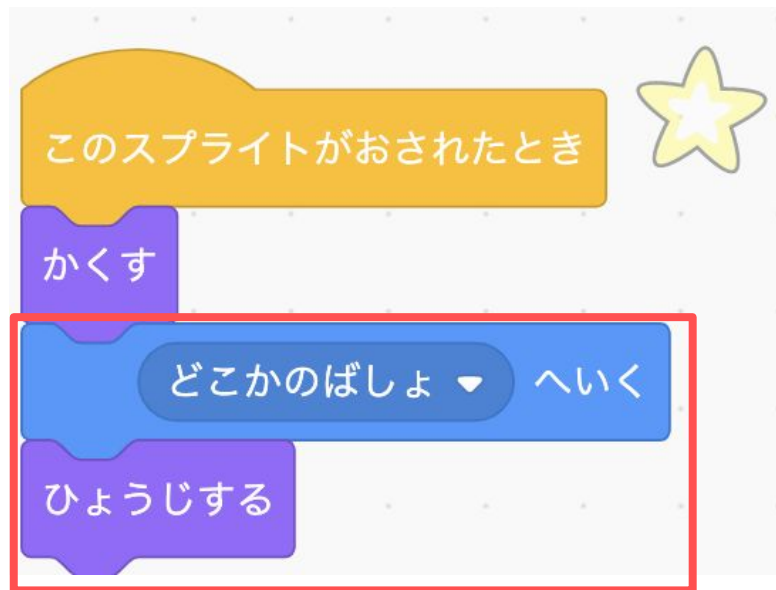 このスプライトがおされたとき
かくす
どこかのばしょ へいく
ひょうじする